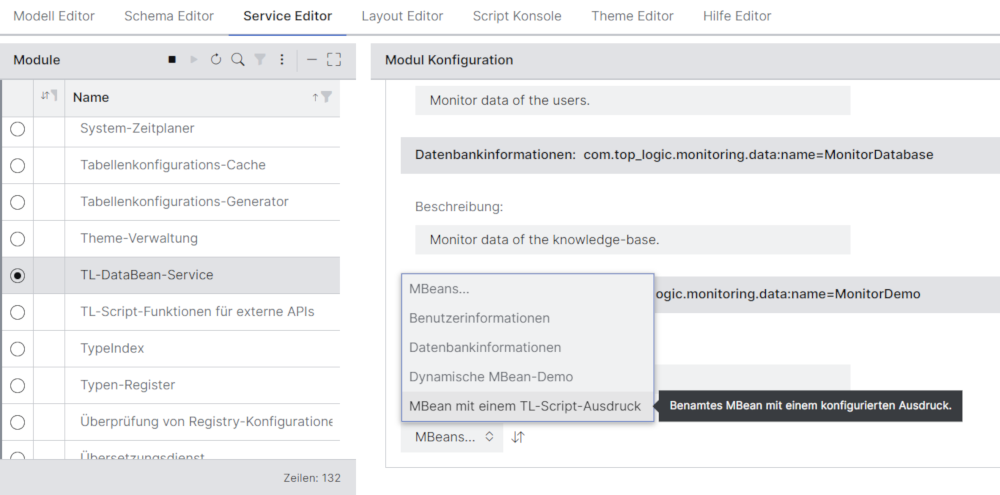 Modell Editor Schema Editor Service Editor Layout Editor Script Konsole Theme Editor Hilfe Editor
Module
Name
System-Zeitplaner
Tabellenkonfigurations-Cache
Tabellenkonfigurations-Generator
Theme-Verwaltung
TL-DataBean-Service
TL-Script-Funktionen für externe APIs
TypeIndex
Typen-Register
Überprüfung von Registry-Konfiguratione
Übersetzungsdienst
Zeilen: 132
Modul Konfiguration
Monitor data of the users.
Datenbankinformationen: com.top_logic.monitoring.data:name=MonitorDatabase
Beschreibung:
Monitor data of the knowledge-base.
ogic.monitoring.data:name=MonitorDemo
MBeans...
Benutzerinformationen
Datenbankinformationen
Dynamische MBean-Demo
MBean mit einem TL-Script-Ausdruck
Benamtes MBean mit einem konfigurierten Ausdruck.
MBeans...